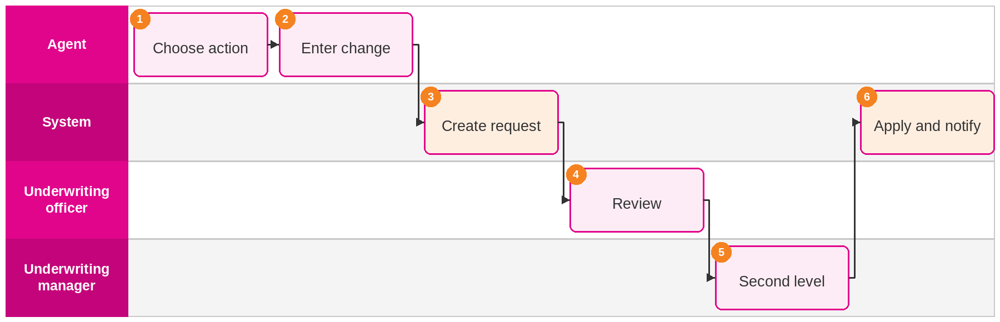 Agent
1
Choose action
2
Enter change
System
3
Create request
6
Apply and notify
Underwriting
officer
4
Review
Underwriting
manager
5
Second level